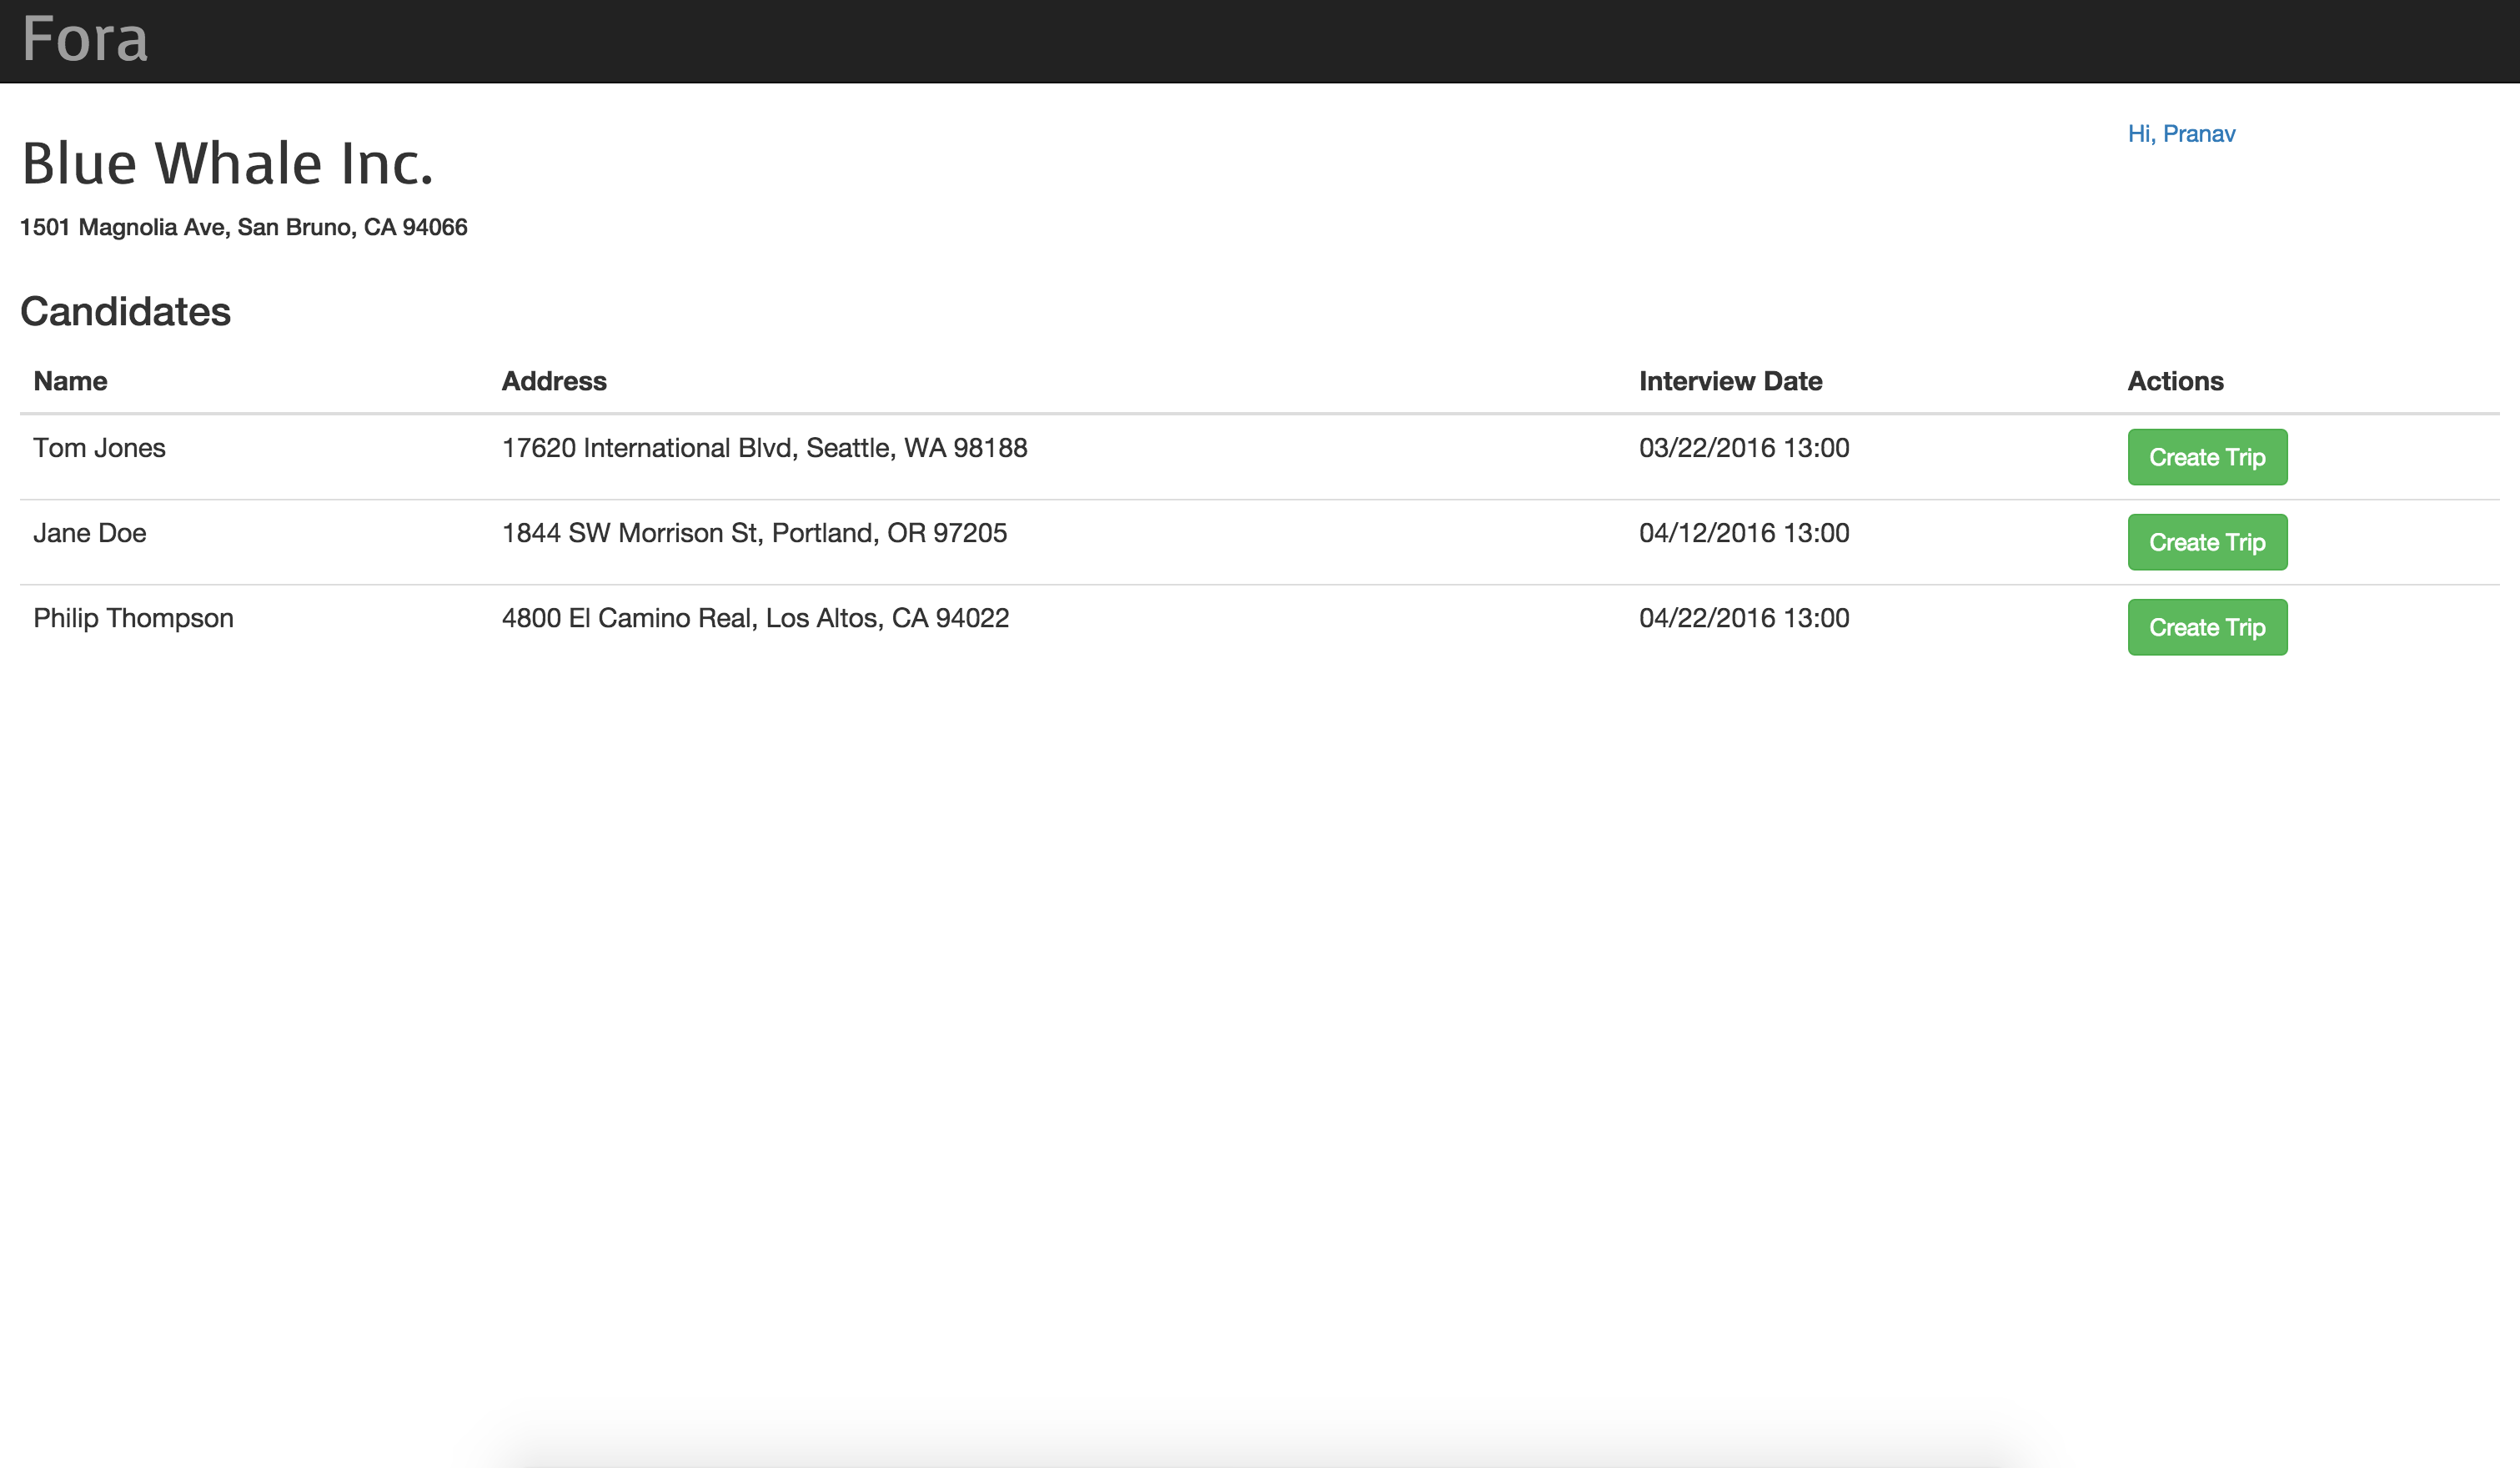 Fora
Hi, Pranav
Blue Whale Inc.
1501 Magnolia Ave, San Bruno, CA 94066
Candidates
Name Address Interview Date Actions
Tom Jones 17620 International Blvd, Seattle, WA 98188 03/22/2016 13:00 Create Trip
Jane Doe 1844 SW Morrison St, Portland, OR 97205 04/12/2016 13:00 Create Trip
Philip Thompson 4800 El Camino Real, Los Altos, CA 94022 04/22/2016 13:00 Create Trip